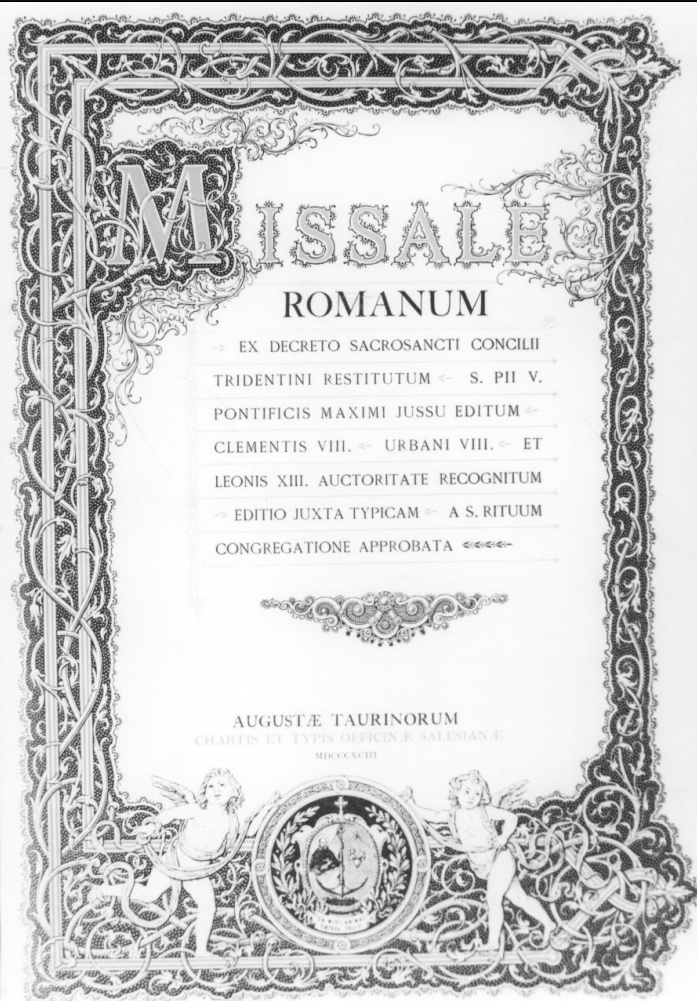 MISSALE
ROMANUM
EX DECRETO SACROSANCTI CONCILII
TRIDENTINI RESTITUTUM S. PII V.
PONTIFICIS MAXIMI JUSSU EDITUM
CLEMENTIS VIII. URBANI VIII. ET
LEONIS XIII. AUCTORITATE RECOGNITUM
EDITIO JUXTA TYPICAM A S. RITUUM
CONGREGATIONE APPROBATA
AUGUSTÆ TAURINORUM
CHARTIS ET TYPIS OFFICINÆ SALESIANÆ
MDCCCXCIII